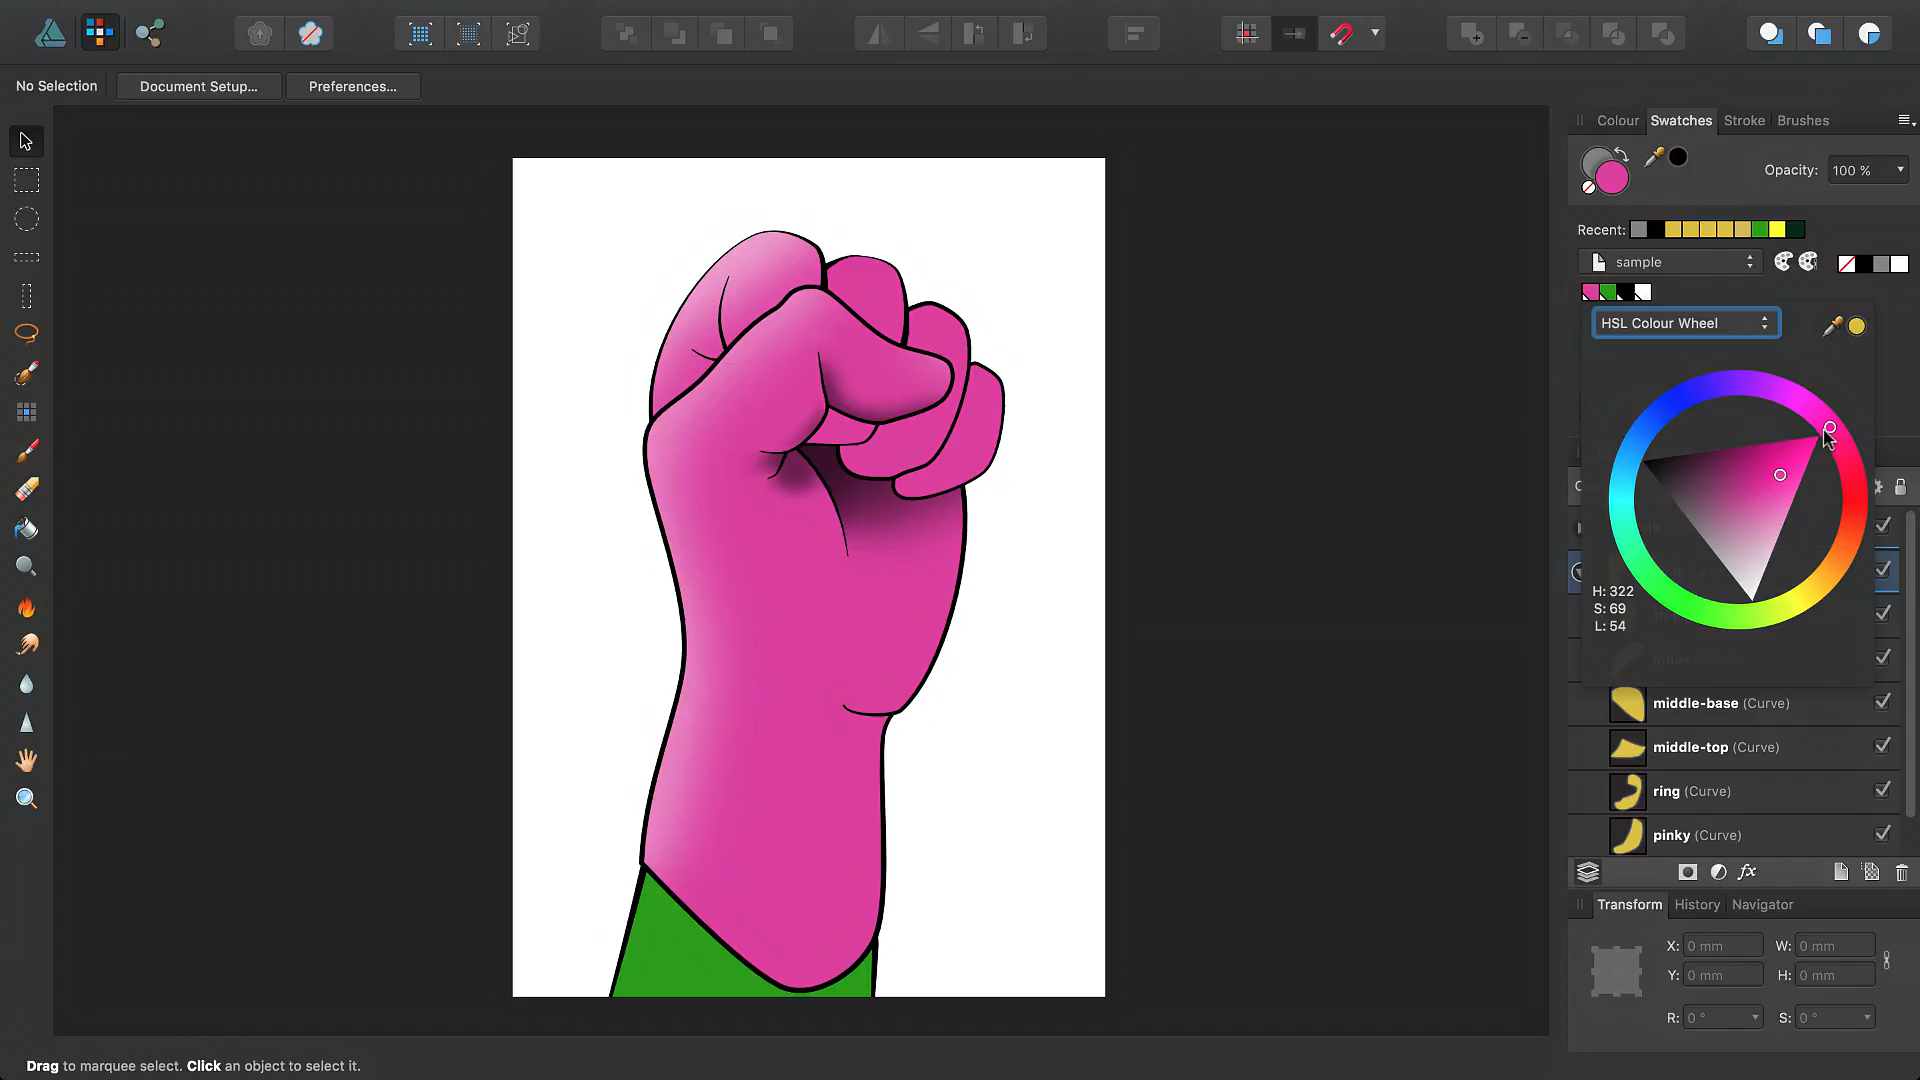 No Selection
Document Setup...
Preferences...
Colour
Swatches
Stroke
Brushes
Opacity:
100 %
Recent:
sample
HSL Colour Wheel
H: 322
S: 69
L: 54
middle-base (Curve)
middle-top (Curve)
ring (Curve)
pinky (Curve)
fx
Transform
History
Navigator
X:
0 mm
W:
0 mm
Y:
0 mm
H:
0 mm
R:
0 °
S:
0 °
Drag to marquee select. Click an object to select it.